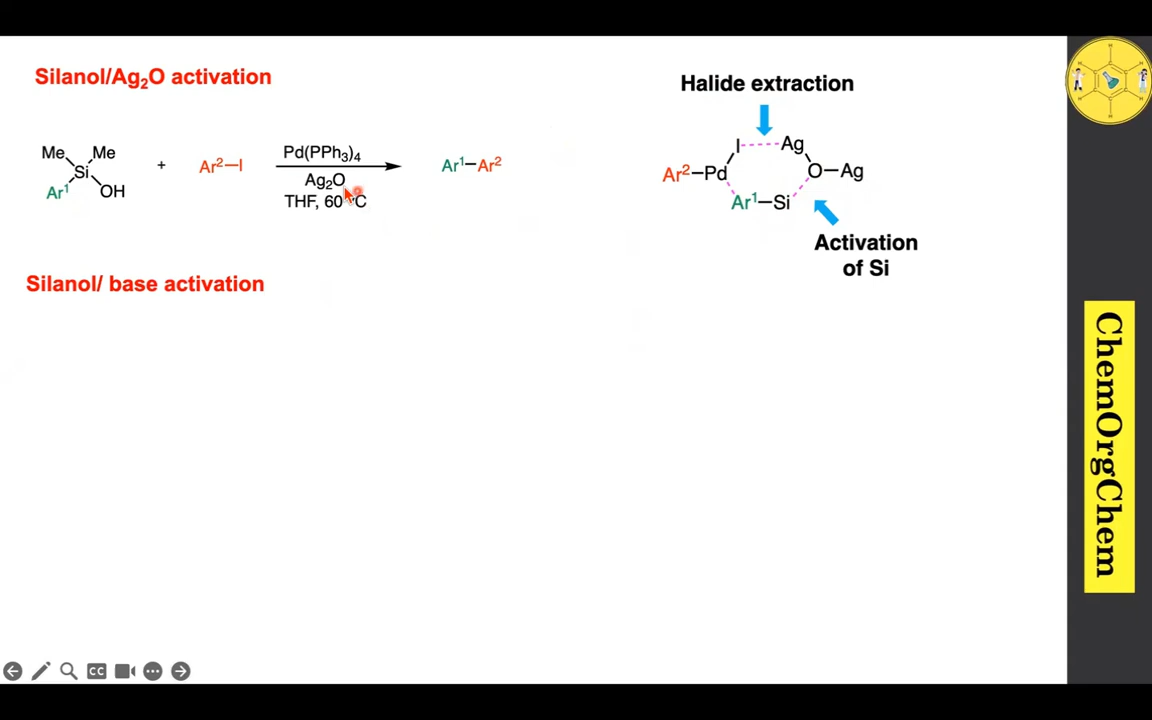 Silanol/Ag₂O activation
Halide extraction
Me Me
Si
Ar¹ OH
+
Ar²–I
Pd(PPh₃)₄
Ag₂O
THF, 60 °C
Ar¹–Ar²
I Ag
Ar²–Pd O–Ag
Ar¹–Si
Activation
of Si
Silanol/ base activation
ChemOrgChem
CC